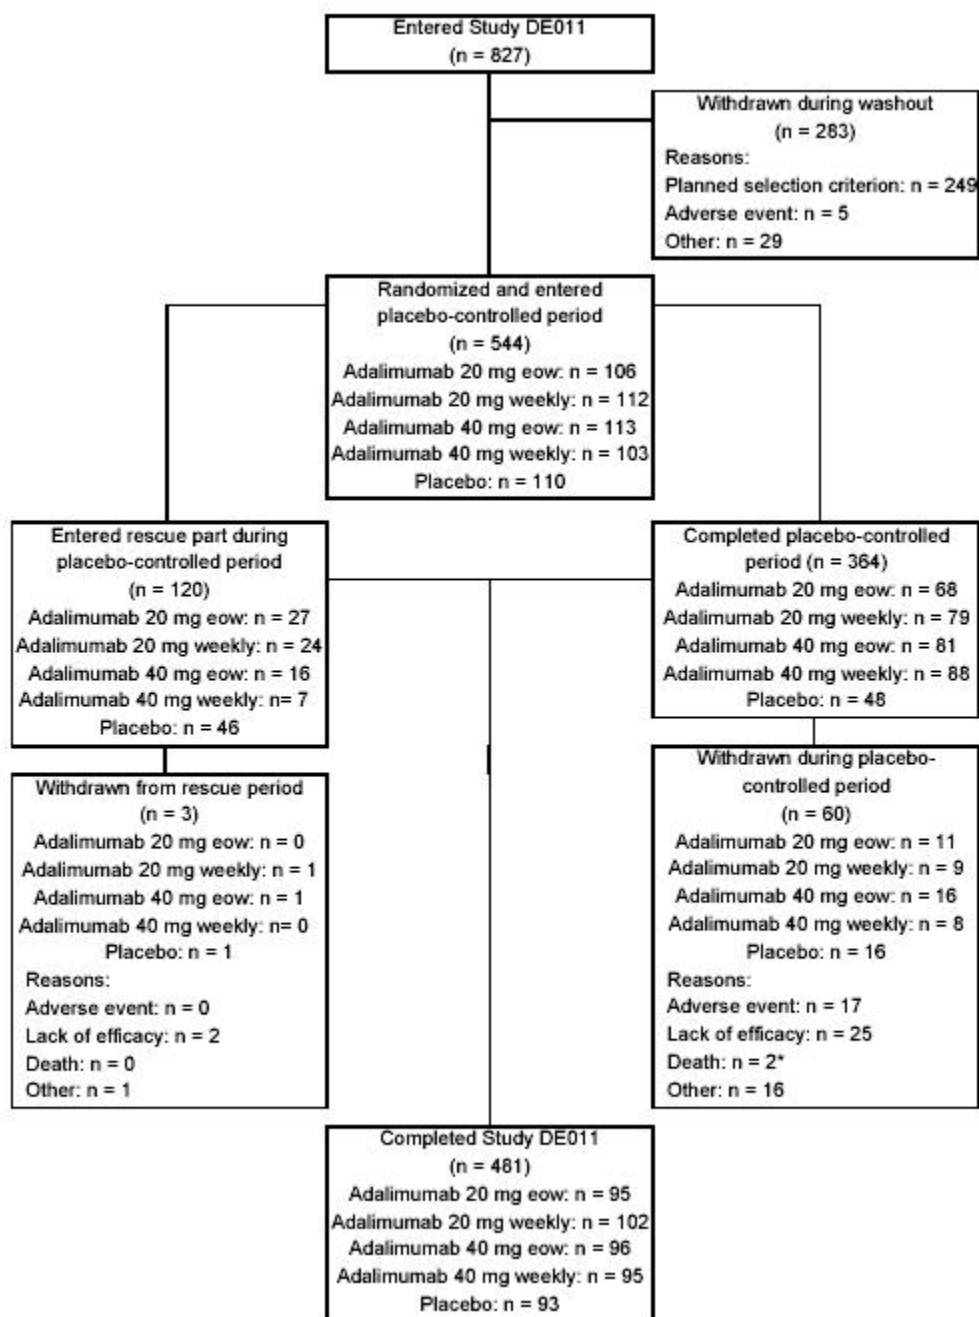 Entered Study DE011
(n = 827)
Withdrawn during washout
(n = 283)
Reasons:
Planned selection criterion: n = 249
Adverse event: n = 5
Other: n = 29
Randomized and entered
placebo-controlled period
(n = 544)
Adalimumab 20 mg eow: n = 106
Adalimumab 20 mg weekly: n = 112
Adalimumab 40 mg eow: n = 113
Adalimumab 40 mg weekly: n = 103
Placebo: n = 110
Entered rescue part during
placebo-controlled period
(n = 120)
Adalimumab 20 mg eow: n = 27
Adalimumab 20 mg weekly: n = 24
Adalimumab 40 mg eow: n = 16
Adalimumab 40 mg weekly: n= 7
Placebo: n = 46
Completed placebo-controlled
period (n = 364)
Adalimumab 20 mg eow: n = 68
Adalimumab 20 mg weekly: n = 79
Adalimumab 40 mg eow: n = 81
Adalimumab 40 mg weekly: n = 88
Placebo: n = 48
Withdrawn from rescue period
(n = 3)
Adalimumab 20 mg eow: n = 0
Adalimumab 20 mg weekly: n = 1
Adalimumab 40 mg eow: n = 1
Adalimumab 40 mg weekly: n= 0
Placebo: n = 1
Reasons:
Adverse event: n = 0
Lack of efficacy: n = 2
Death: n = 0
Other: n = 1
Withdrawn during placebo-
controlled period
(n = 60)
Adalimumab 20 mg eow: n = 11
Adalimumab 20 mg weekly: n = 9
Adalimumab 40 mg eow: n = 16
Adalimumab 40 mg weekly: n = 8
Placebo: n = 16
Reasons:
Adverse event: n = 17
Lack of efficacy: n = 25
Death: n = 2*
Other: n = 16
Completed Study DE011
(n = 481)
Adalimumab 20 mg eow: n = 95
Adalimumab 20 mg weekly: n = 102
Adalimumab 40 mg eow: n = 96
Adalimumab 40 mg weekly: n = 95
Placebo: n = 93